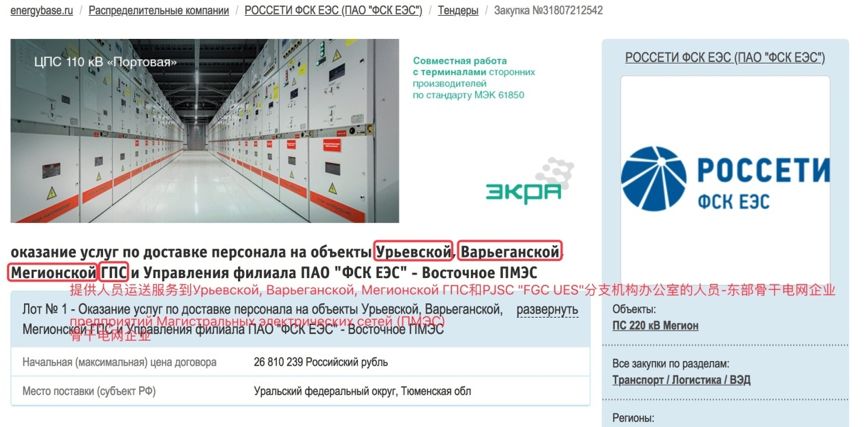 energybase.ru / Распределительные компании / РОССЕТИ ФСК ЕЭС (ПАО "ФСК ЕЭС") / Тендеры / Закупка №31807212542
ЦПС 110 кВ «Портовая»
Совместная работа
с терминалами сторонних
производителей
по стандарту МЭК 61850
ЭКРА
оказание услуг по доставке персонала на объекты Урьевской, Варьеганской,
Мегионской ГПС и Управления филиала ПАО "ФСК ЕЭС" - Восточное ПМЭС
提供人员运送服务到Урьевской, Варьеганской, Мегионской ГПС和PJSC "FGC UES"分支机构办公室的人员-东部骨干电网企业
Лот № 1 - Оказание услуг по доставке персонала на объекты Урьевской, Варьеганской, развернуть
предприятий Магистральных электрических сетей (ПМЭС)
Мегионской ГПС и Управления филиала ПАО "ФСК ЕЭС" - Восточное ПМЭС
骨干电网企业
Начальная (максимальная) цена договора 26 810 239 Российский рубль
Место поставки (субъект РФ) Уральский федеральный округ, Тюменская обл
РОССЕТИ ФСК ЕЭС (ПАО "ФСК ЕЭС")
РОССЕТИ
ФСК ЕЭС
Объекты:
ПС 220 кВ Мегион
Все закупки по разделам:
Транспорт / Логистика / ВЭД
Регионы: